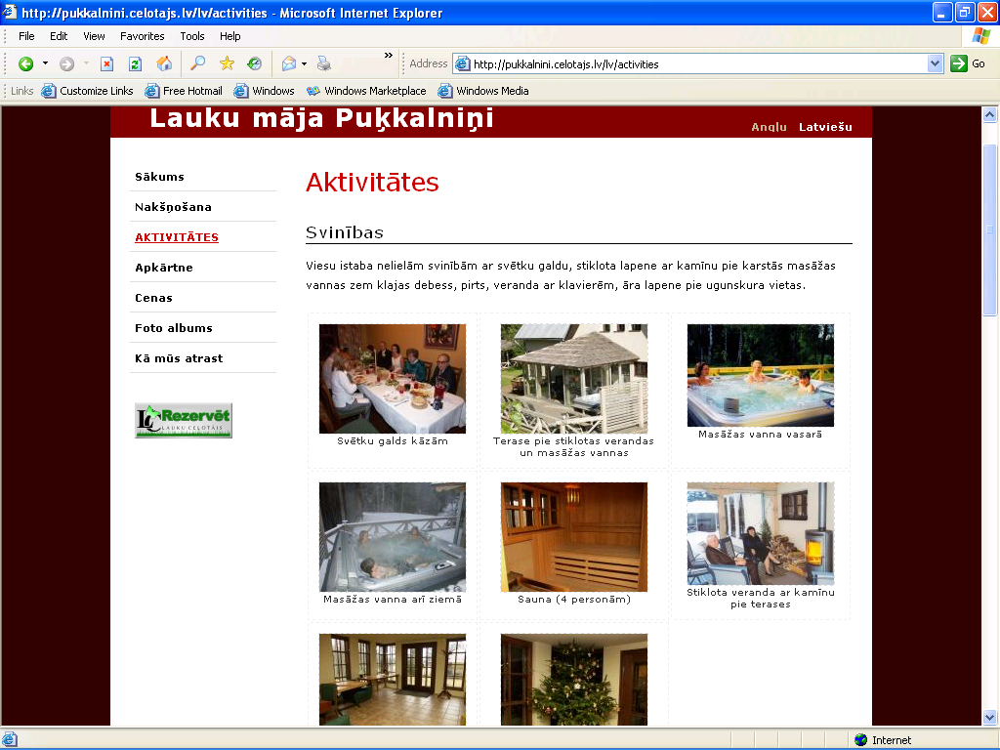 http://pukkalnini.celotajs.lv/lv/activities - Microsoft Internet Explorer
File Edit View Favorites Tools Help
» Address http://pukkalnini.celotajs.lv/lv/activities Go
Links Customize Links Free Hotmail Windows Windows Marketplace Windows Media
Lauku māja Puķkalniņi
Angļu Latviešu
Sākums
Nakšņošana
AKTIVITĀTES
Apkārtne
Cenas
Foto albums
Kā mūs atrast
LC Rezervēt
LAUKU CEĻOTĀJS
Aktivitātes
Svinības
Viesu istaba nelielām svinībām ar svētku galdu, stiklota lapene ar kamīnu pie karstās masāžas
vannas zem klajas debess, pirts, veranda ar klavierēm, āra lapene pie ugunskura vietas.
Svētku galds kāzām
Terase pie stiklotas verandas
un masāžas vannas
Masāžas vanna vasarā
Masāžas vanna arī ziemā
Sauna (4 personām)
Stiklota veranda ar kamīnu
pie terases
Internet